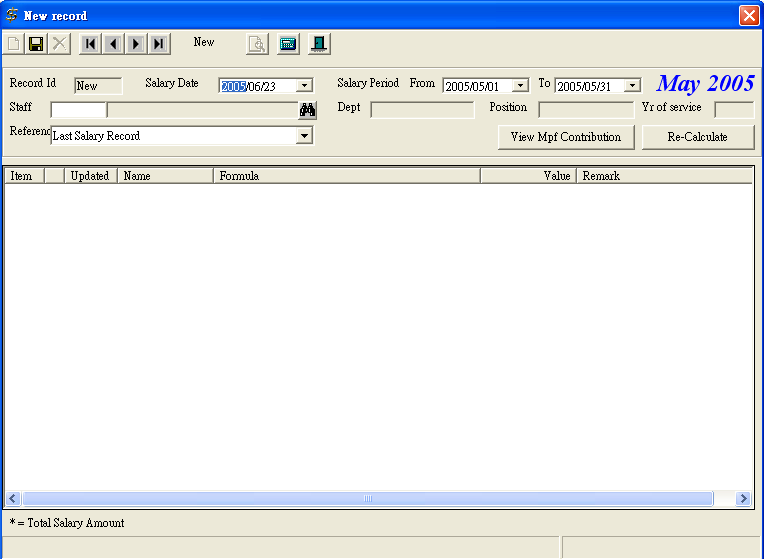 New record
New
Record Id New Salary Date 2005/06/23 Salary Period From 2005/05/01 To 2005/05/31 May 2005
Staff Dept Position Yr of service
Referenc Last Salary Record View Mpf Contribution Re-Calculate
Item Updated Name Formula Value Remark
* = Total Salary Amount